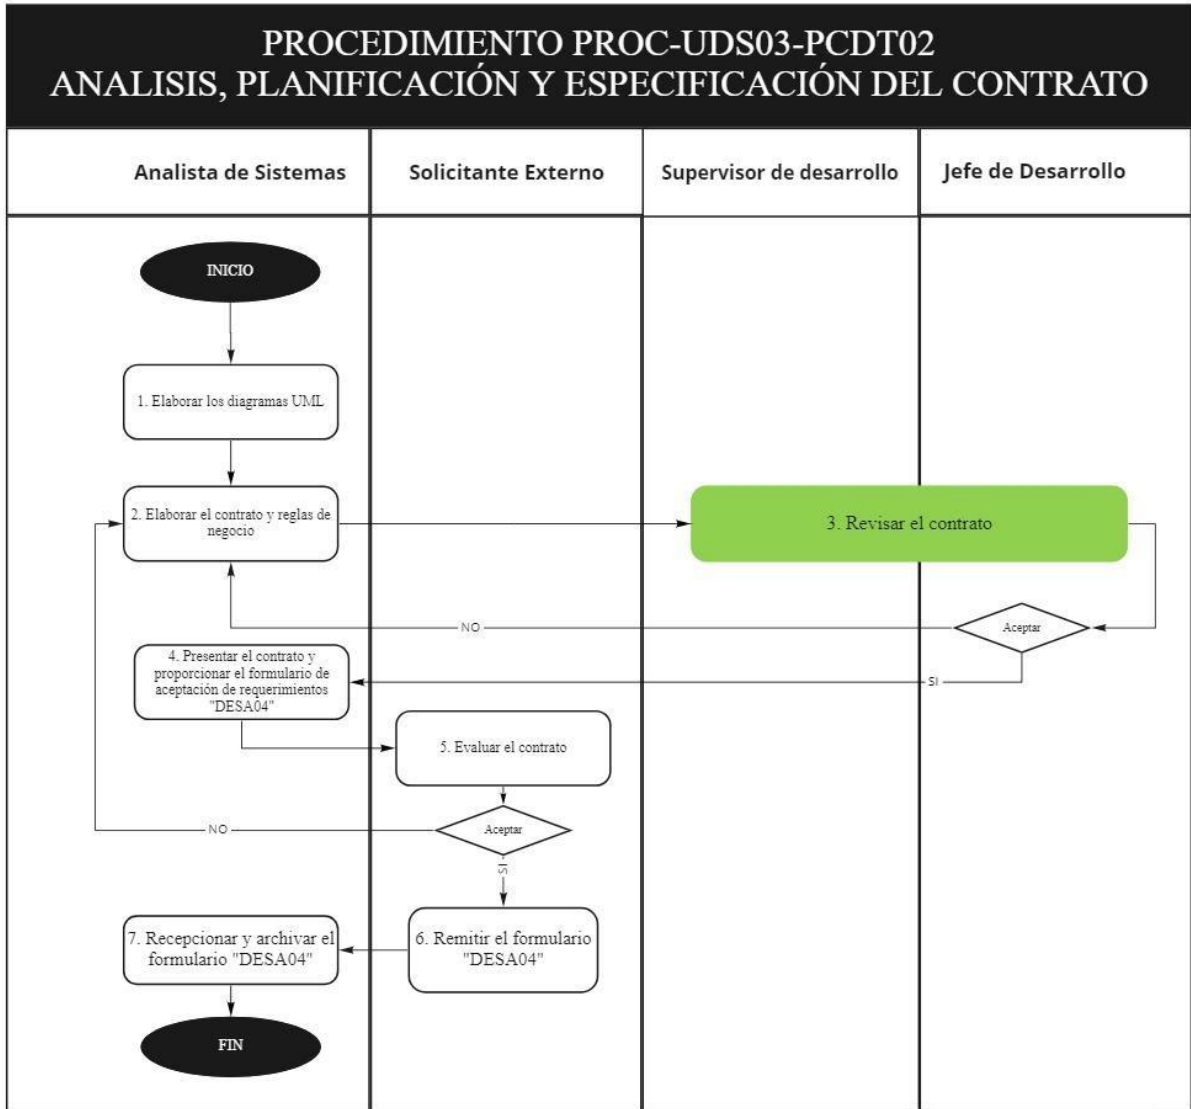 PROCEDIMIENTO PROC-UDS03-PCDT02
ANALISIS, PLANIFICACIÓN Y ESPECIFICACIÓN DEL CONTRATO
Analista de Sistemas
Solicitante Externo
Supervisor de desarrollo
Jefe de Desarrollo
INICIO
1. Elaborar los diagramas UML
2. Elaborar el contrato y reglas de
negocio
3. Revisar el contrato
Aceptar
NO
SI
4. Presentar el contrato y
proporcionar el formulario de
aceptación de requerimientos
"DESA04"
5. Evaluar el contrato
Aceptar
NO
SI
6. Remitir el formulario
"DESA04"
7. Recepcionar y archivar el
formulario "DESA04"
FIN